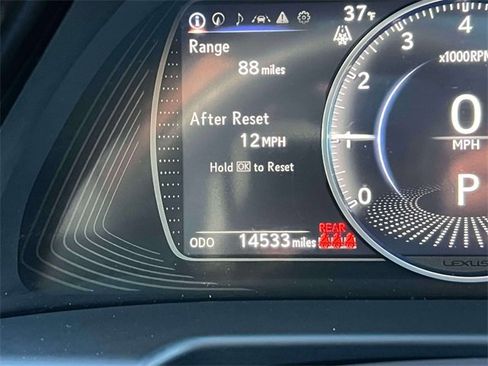 37°F
Range
88 miles
After Reset
12 MPH
Hold OK to Reset
ODO 14533 miles
REAR
4
3
2
1
0
x1000RPM
0
MPH
P
LEXUS